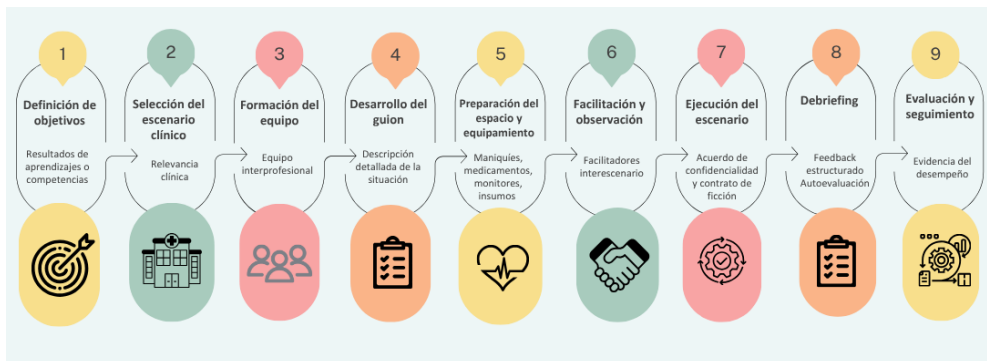 1
Definición de
objetivos
Resultados de
aprendizajes o
competencias
2
Selección del
escenario
clínico
Relevancia
clínica
3
Formación del
equipo
Equipo
interprofesional
4
Desarrollo del
guion
Descripción
detallada de la
situación
5
Preparación del
espacio y
equipamiento
Maniquíes,
medicamentos,
monitores,
insumos
6
Facilitación y
observación
Facilitadores
interescenario
7
Ejecución del
escenario
Acuerdo de
confidencialidad
y contrato de
ficción
8
Debriefing
Feedback
estructurado
Autoevaluación
9
Evaluación y
seguimiento
Evidencia del
desempeño